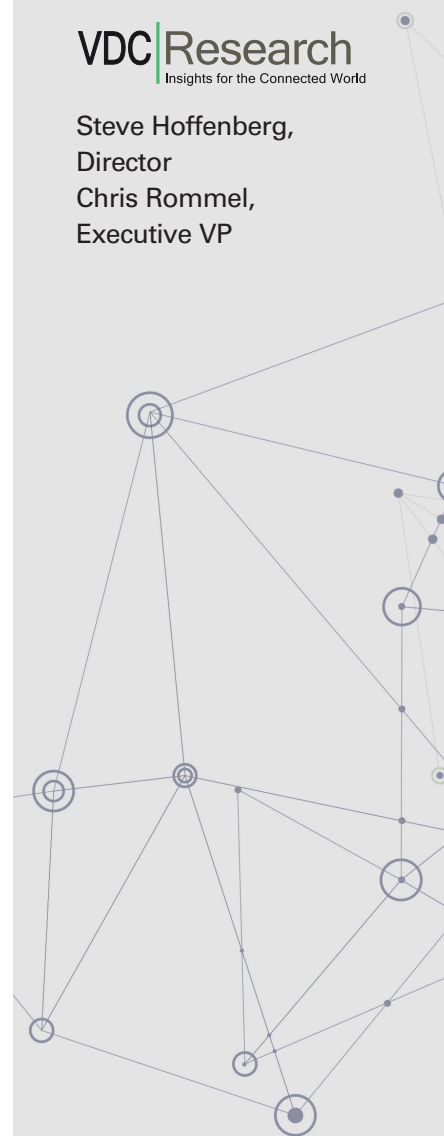 VDC Research
Insights for the Connected World
Steve Hoffenberg,
Director
Chris Rommel,
Executive VP